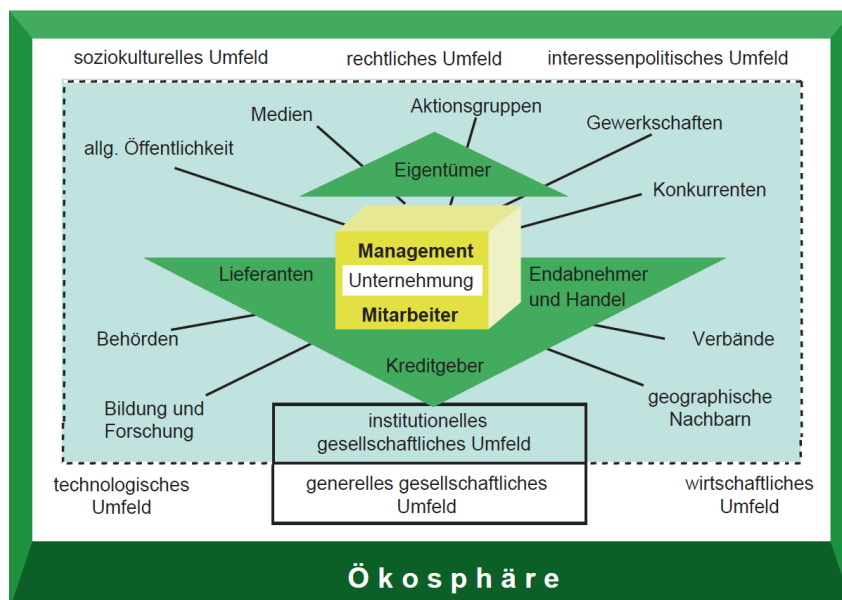 soziokulturelles Umfeld
rechtliches Umfeld
interessenpolitisches Umfeld
Medien
Aktionsgruppen
Gewerkschaften
allg. Öffentlichkeit
Eigentümer
Konkurrenten
Management
Lieferanten
Unternehmung
Endabnehmer
und Handel
Mitarbeiter
Behörden
Verbände
Kreditgeber
Bildung und
Forschung
geographische
Nachbarn
institutionelles
gesellschaftliches Umfeld
technologisches
Umfeld
generelles gesellschaftliches
Umfeld
wirtschaftliches
Umfeld
Ökosphäre